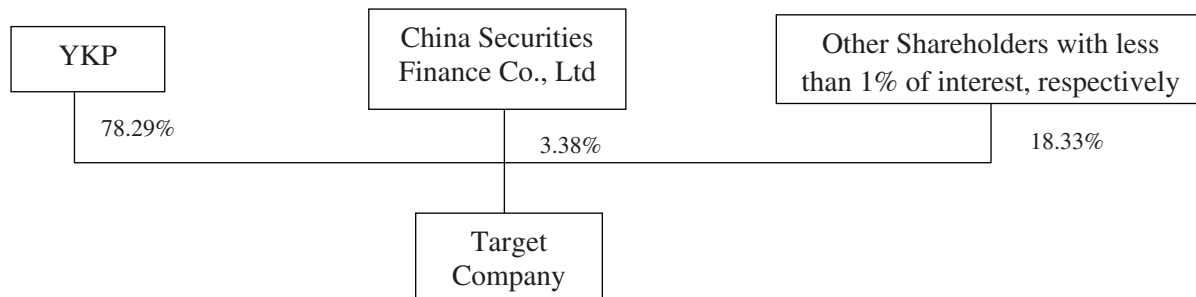 YKP
China Securities
Finance Co., Ltd
Other Shareholders with less
than 1% of interest, respectively
78.29%
3.38%
18.33%
Target
Company